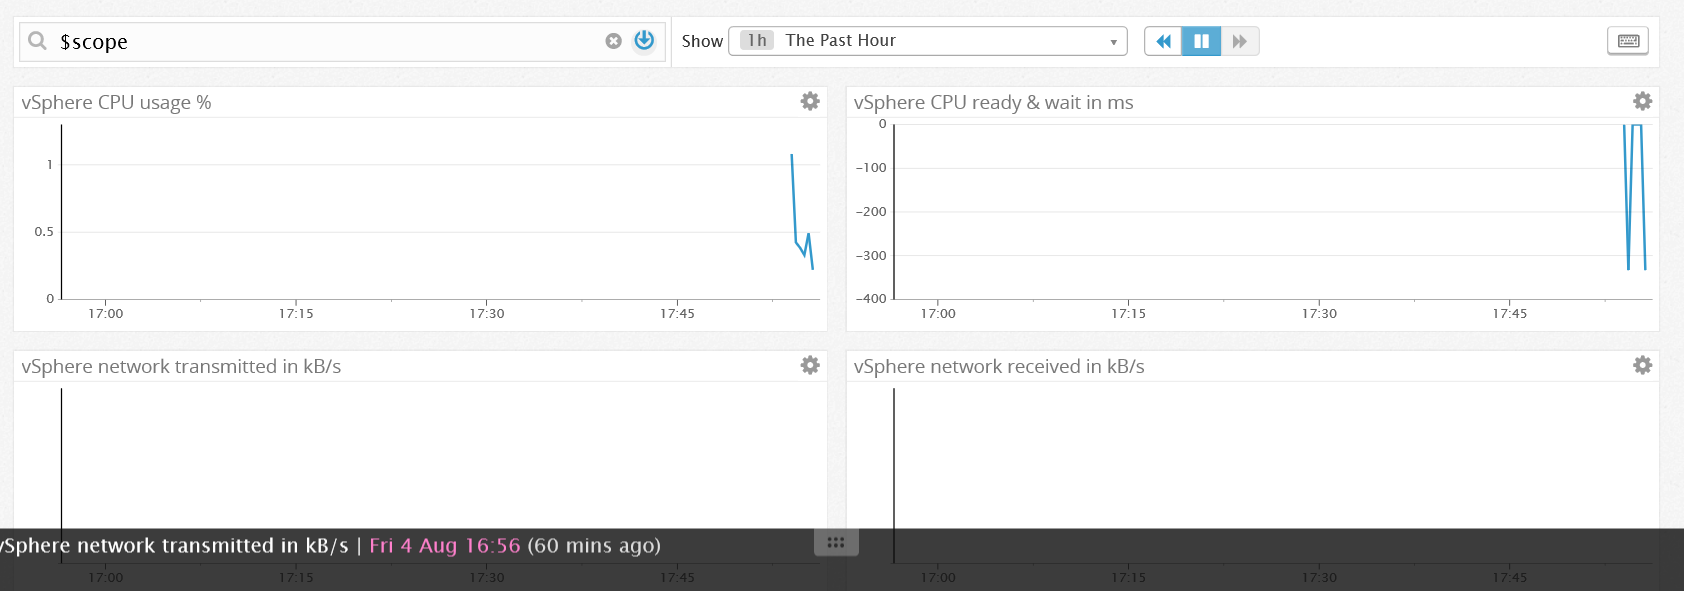 $scope
Show 1h The Past Hour
vSphere CPU usage %
1
0.5
0
17:00 17:15 17:30 17:45
vSphere CPU ready & wait in ms
0
−100
−200
−300
−400
17:00 17:15 17:30 17:45
vSphere network transmitted in kB/s
vSphere network received in kB/s
vSphere network transmitted in kB/s | Fri 4 Aug 16:56 (60 mins ago)
17:00 17:15 17:30 17:45
17:00 17:15 17:30 17:45